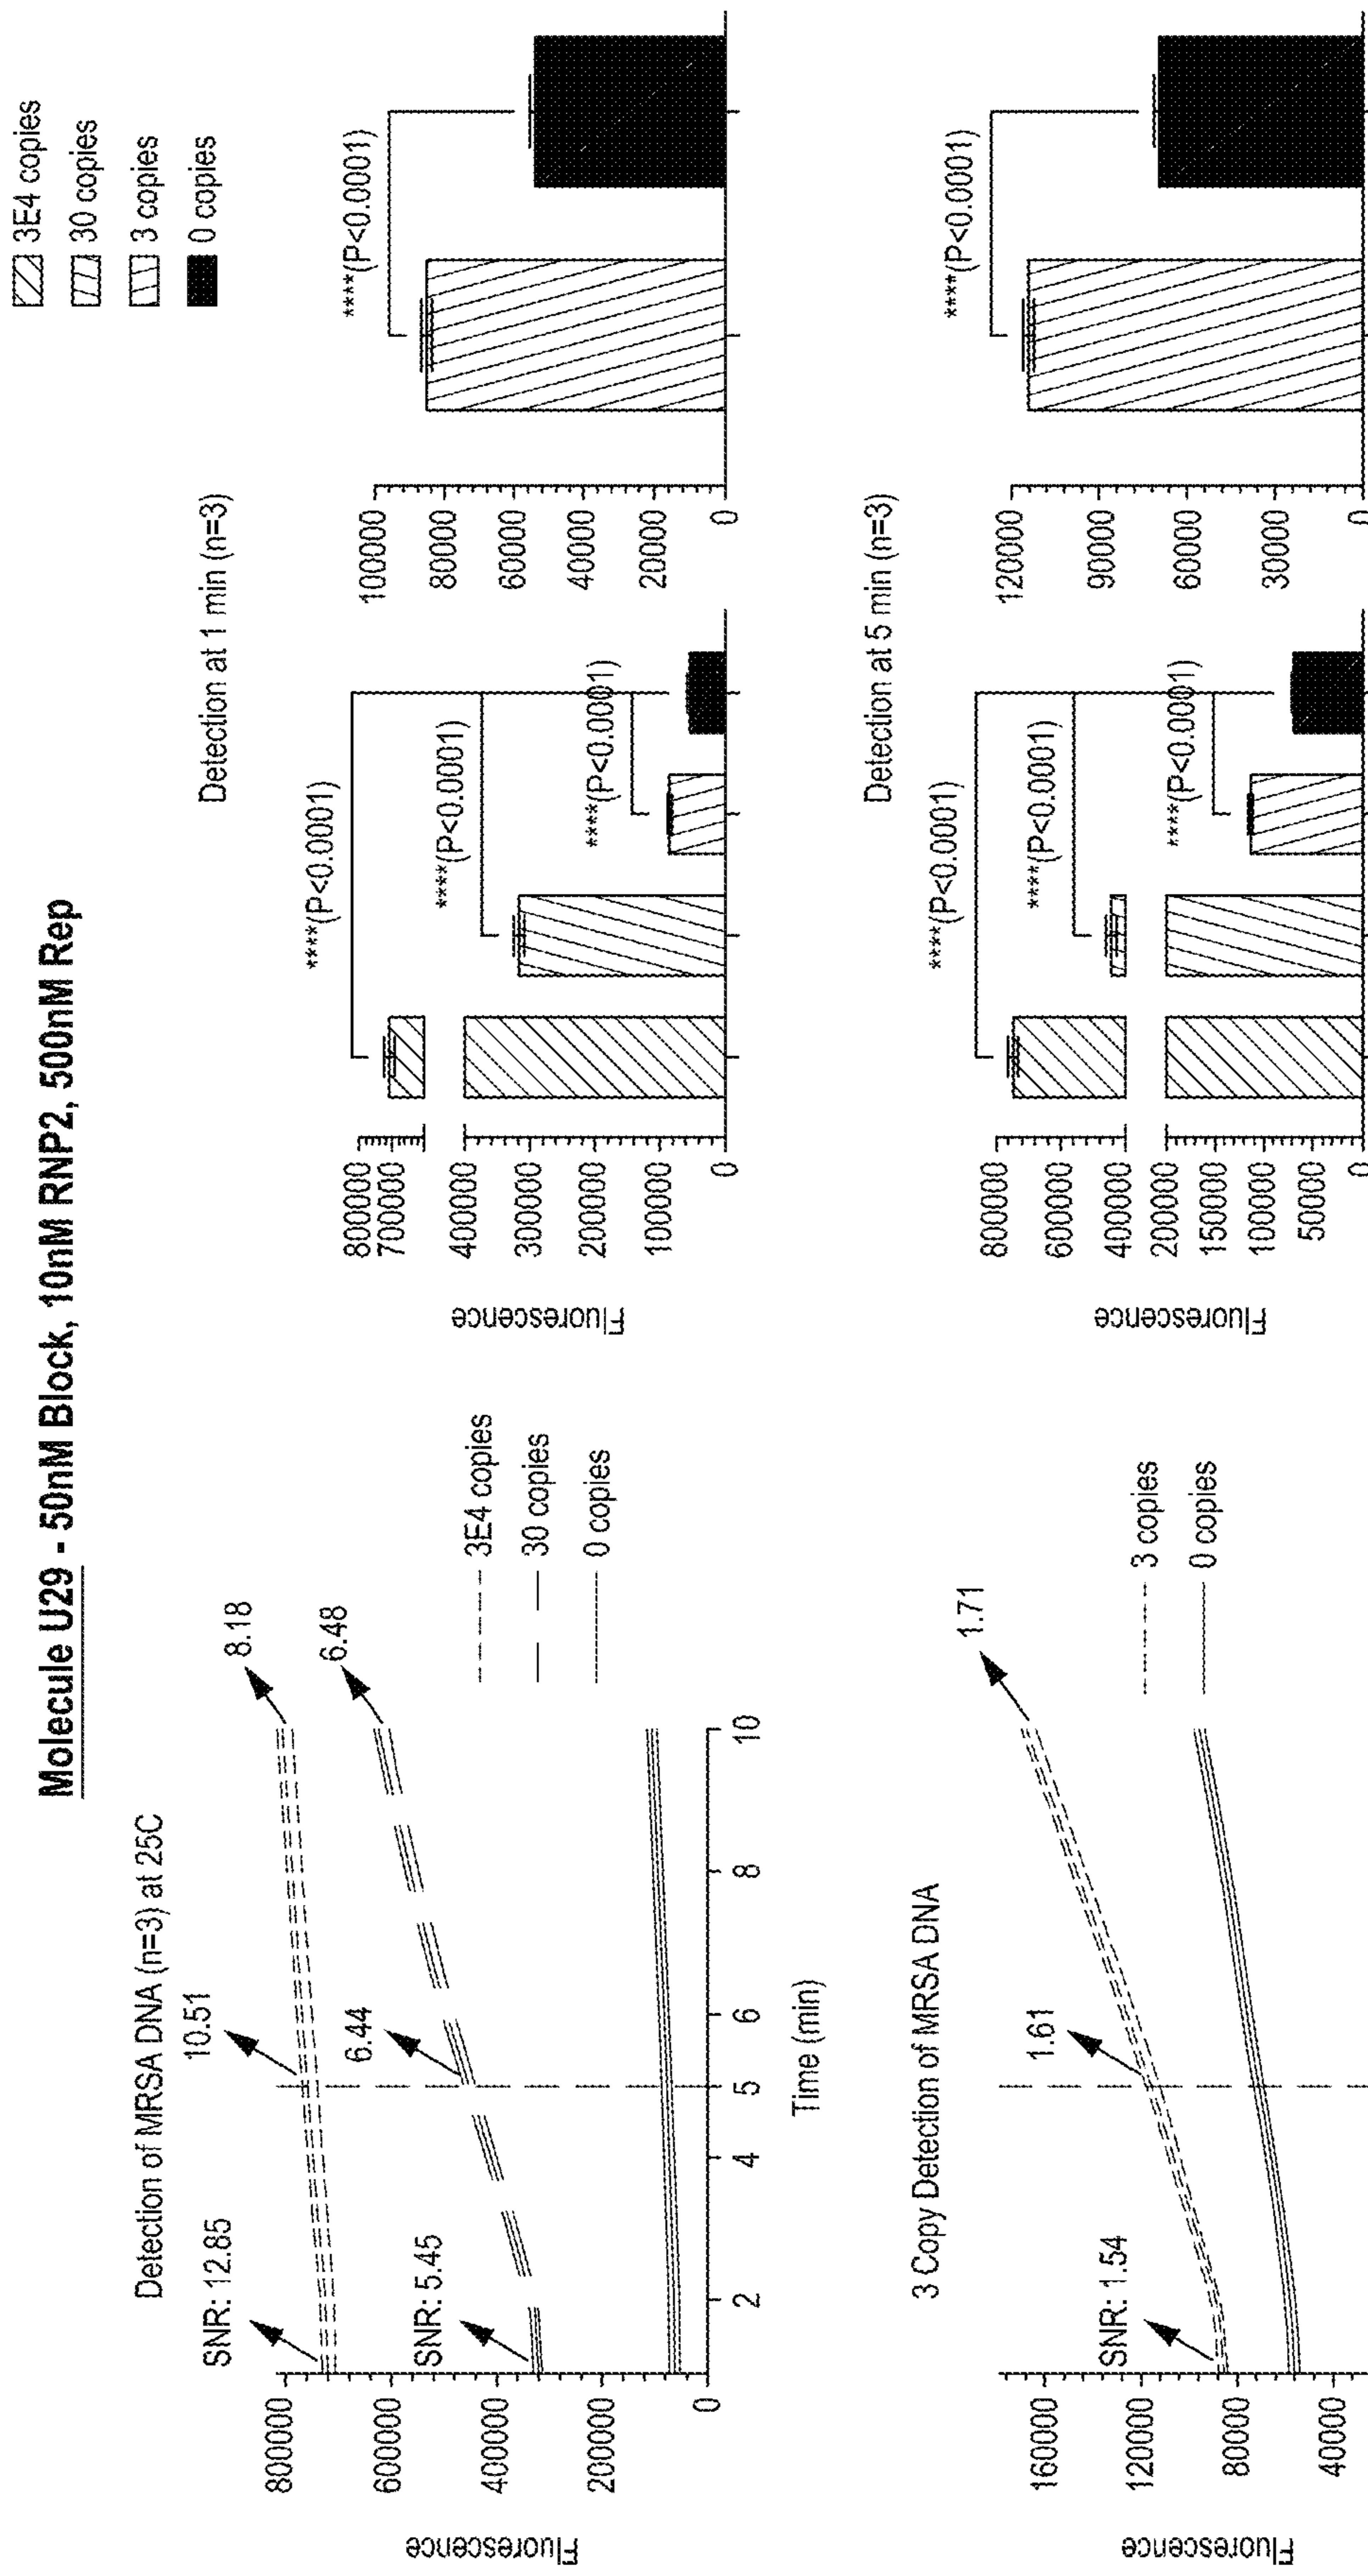 Molecule U29 - 50nM Block, 10nM RNP2, 500nM Rep
Detection of MRSA DNA (n=3) at 25C
SNR: 12.85
10.51
8.18
SNR: 5.45
6.44
6.48
Fluorescence
800000
600000
400000
200000
0
2
4
5
6
8
10
Time (min)
3E4 copies
30 copies
0 copies
3 Copy Detection of MRSA DNA
SNR: 1.54
1.61
1.71
Fluorescence
160000
120000
80000
40000
3 copies
0 copies
3E4 copies
30 copies
3 copies
0 copies
Detection at 1 min (n=3)
Fluorescence
800000
700000
400000
300000
200000
100000
0
****(P<0.0001)
****(P<0.0001)
****(P<0.0001)
100000
80000
60000
40000
20000
0
****(P<0.0001)
Detection at 5 min (n=3)
Fluorescence
800000
600000
400000
200000
150000
100000
50000
0
****(P<0.0001)
****(P<0.0001)
****(P<0.0001)
120000
90000
60000
30000
0
****(P<0.0001)